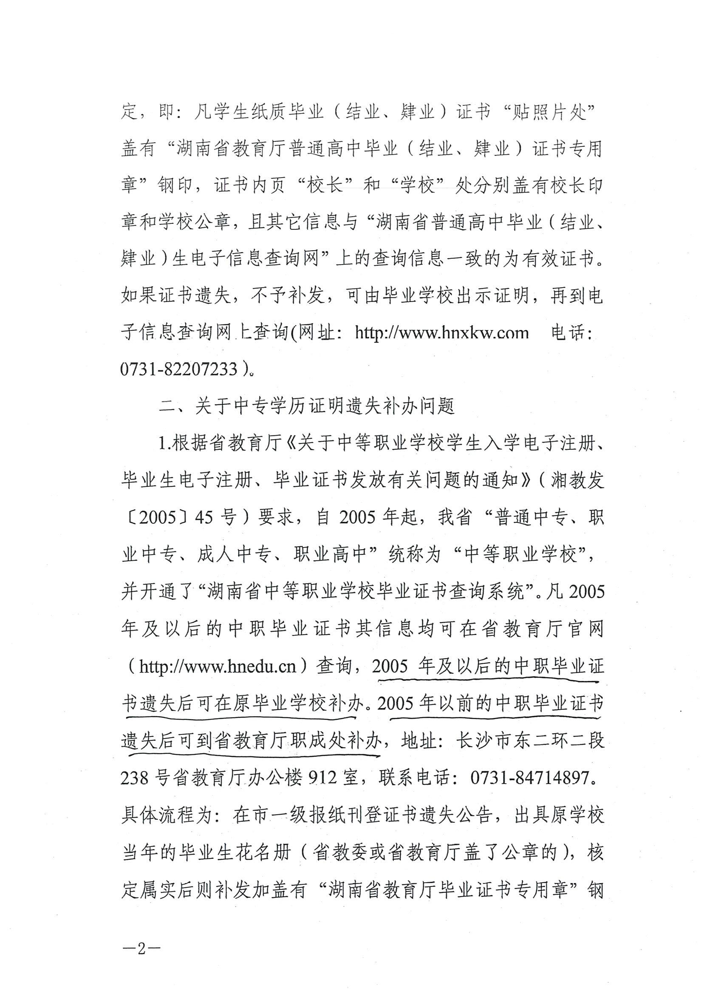 定，即：凡学生纸质毕业（结业、肄业）证书“贴照片处”
盖有“湖南省教育厅普通高中毕业（结业、肄业）证书专用
章”钢印，证书内页“校长”和“学校”处分别盖有校长印
章和学校公章，且其它信息与“湖南省普通高中毕业（结业、
肄业）生电子信息查询网”上的查询信息一致的为有效证书。
如果证书遗失，不予补发，可由毕业学校出示证明，再到电
子信息查询网上查询(网址：http://www.hnxkw.com 电话：
0731-82207233）。
二、关于中专学历证明遗失补办问题
1.根据省教育厅《关于中等职业学校学生入学电子注册、
毕业生电子注册、毕业证书发放有关问题的通知》（湘教发
〔2005〕45 号）要求，自 2005 年起，我省“普通中专、职
业中专、成人中专、职业高中”统称为“中等职业学校”，
并开通了“湖南省中等职业学校毕业证书查询系统”。凡 2005
年及以后的中职毕业证书其信息均可在省教育厅官网
（http://www.hnedu.cn）查询，2005 年及以后的中职毕业证
书遗失后可在原毕业学校补办。2005 年以前的中职毕业证书
遗失后可到省教育厅职成处补办，地址：长沙市东二环二段
238 号省教育厅办公楼 912 室，联系电话：0731-84714897。
具体流程为：在市一级报纸刊登证书遗失公告，出具原学校
当年的毕业生花名册（省教委或省教育厅盖了公章的），核
定属实后则补发加盖有“湖南省教育厅毕业证书专用章”钢
—2—